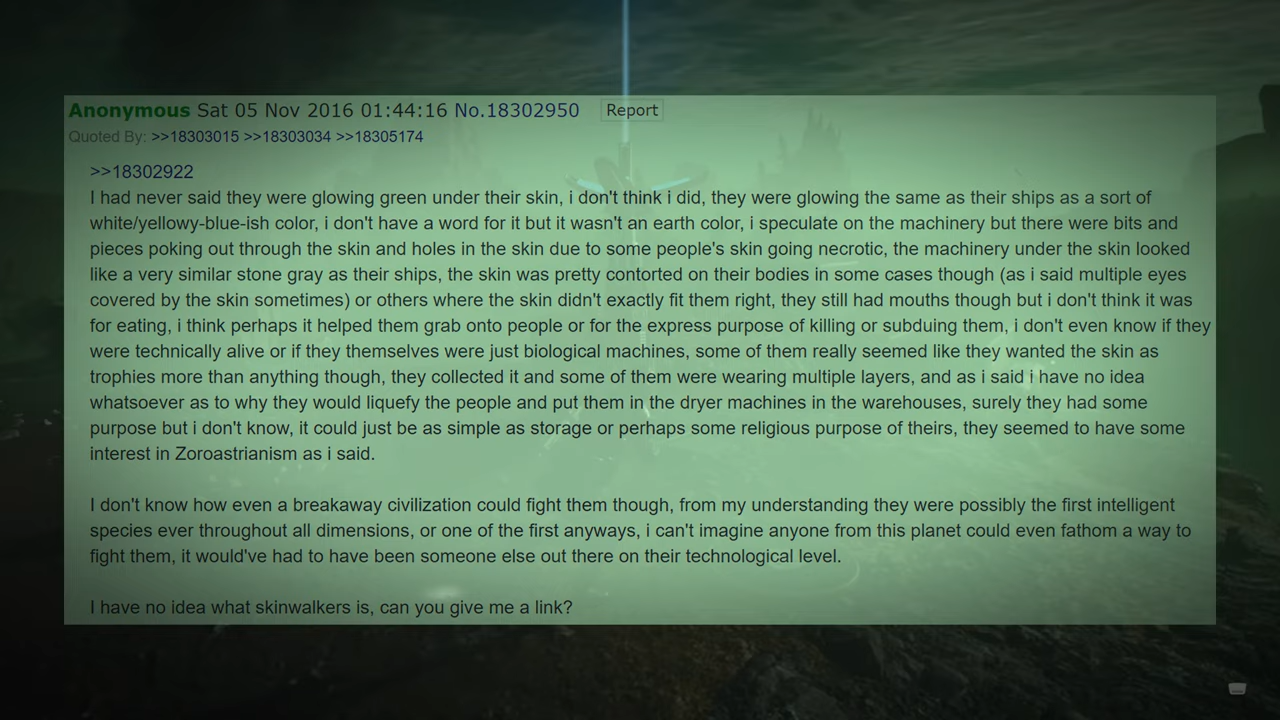 Anonymous Sat 05 Nov 2016 01:44:16 No.18302950 Report
Quoted By: >>18303015 >>18303034 >>18305174
>>18302922
I had never said they were glowing green under their skin, i don't think i did, they were glowing the same as their ships as a sort of
white/yellowy-blue-ish color, i don't have a word for it but it wasn't an earth color, i speculate on the machinery but there were bits and
pieces poking out through the skin and holes in the skin due to some people's skin going necrotic, the machinery under the skin looked
like a very similar stone gray as their ships, the skin was pretty contorted on their bodies in some cases though (as i said multiple eyes
covered by the skin sometimes) or others where the skin didn't exactly fit them right, they still had mouths though but i don't think it was
for eating, i think perhaps it helped them grab onto people or for the express purpose of killing or subduing them, i don't even know if they
were technically alive or if they themselves were just biological machines, some of them really seemed like they wanted the skin as
trophies more than anything though, they collected it and some of them were wearing multiple layers, and as i said i have no idea
whatsoever as to why they would liquefy the people and put them in the dryer machines in the warehouses, surely they had some
purpose but i don't know, it could just be as simple as storage or perhaps some religious purpose of theirs, they seemed to have some
interest in Zoroastrianism as i said.
I don't know how even a breakaway civilization could fight them though, from my understanding they were possibly the first intelligent
species ever throughout all dimensions, or one of the first anyways, i can't imagine anyone from this planet could even fathom a way to
fight them, it would've had to have been someone else out there on their technological level.
I have no idea what skinwalkers is, can you give me a link?